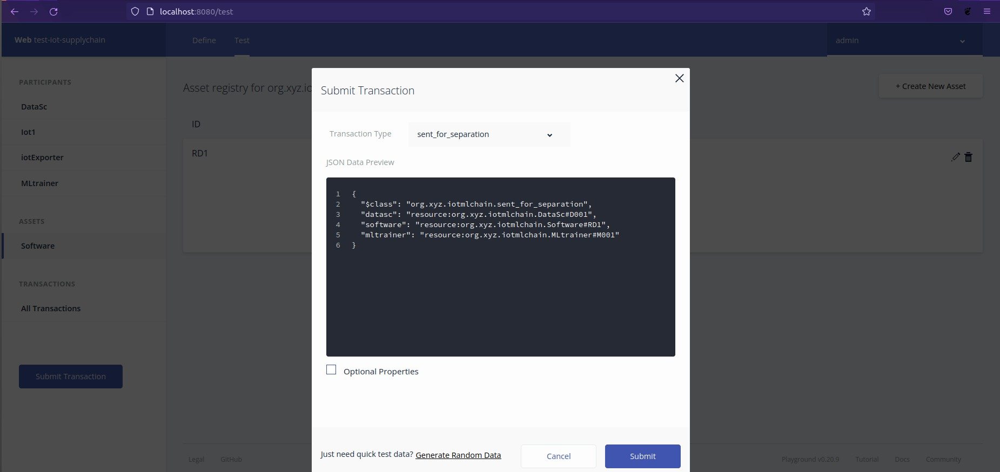 localhost:8080/test
Web test-iot-supplychain
Define
Test
admin
PARTICIPANTS
DataSc
Iot1
iotExporter
MLtrainer
ASSETS
Software
TRANSACTIONS
All Transactions
Submit Transaction
Asset registry for org.xyz.io
+ Create New Asset
ID
RD1
Submit Transaction
Transaction Type
sent_for_separation
JSON Data Preview
1 {
2 "$class": "org.xyz.iotmlchain.sent_for_separation",
3 "datasc": "resource:org.xyz.iotmlchain.DataSc#D001",
4 "software": "resource:org.xyz.iotmlchain.Software#RD1",
5 "mltrainer": "resource:org.xyz.iotmlchain.MLtrainer#M001"
6 }
Optional Properties
Just need quick test data? Generate Random Data
Cancel
Submit
Legal
GitHub
Playground v0.20.9
Tutorial
Docs
Community